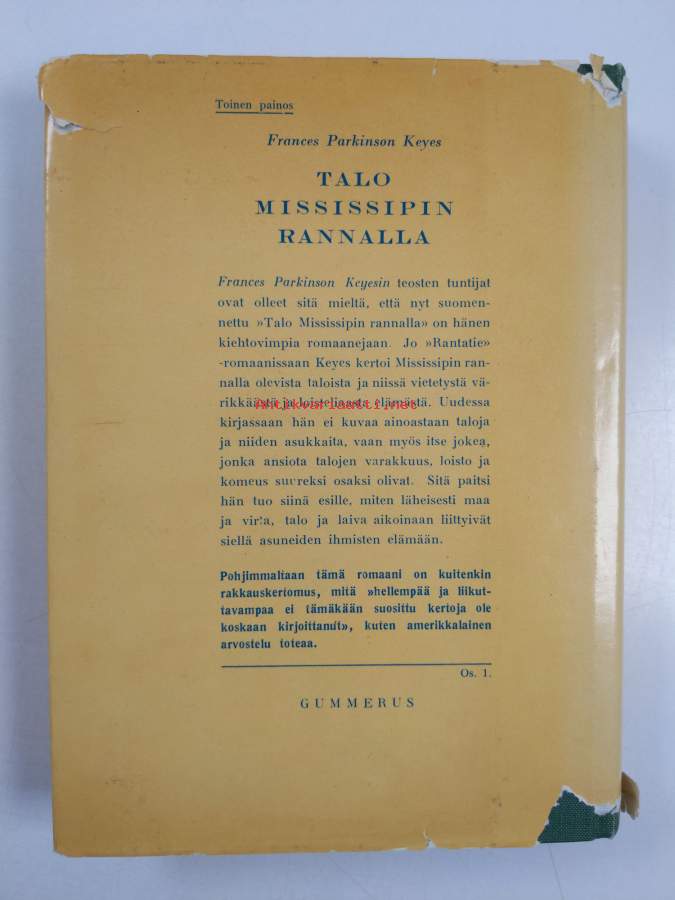 Toinen painos
Frances Parkinson Keyes
TALO
MISSISSIPIN
RANNALLA
Frances Parkinson Keyesin teosten tuntijat
ovat olleet sitä mieltä, että nyt suomen-
nettu »Talo Mississipin rannalla» on hänen
kiehtovimpia romaanejaan. Jo »Rantatie»
-romaanissaan Keyes kertoi Mississipin ran-
nalla olevista taloista ja niissä vietetystä vä-
rikkäästä ja loisteliaasta elämästä. Uudessa
Antikvariaatti.net
kirjassaan hän ei kuvaa ainoastaan taloja
ja niiden asukkaita, vaan myös itse jokea,
jonka ansiota talojen varakkuus, loisto ja
komeus suureksi osaksi olivat. Sitä paitsi
hän tuo siinä esille, miten läheisesti maa
ja virta, talo ja laiva aikoinaan liittyivät
siellä asuneiden ihmisten elämään.
Pohjimmaltaan tämä romaani on kuitenkin
rakkauskertomus, mitä »hellempää ja liikut-
tavampaa ei tämäkään suosittu kertoja ole
koskaan kirjoittanut», kuten amerikkalainen
arvostelu toteaa.
Os. 1.
GUMMERUS